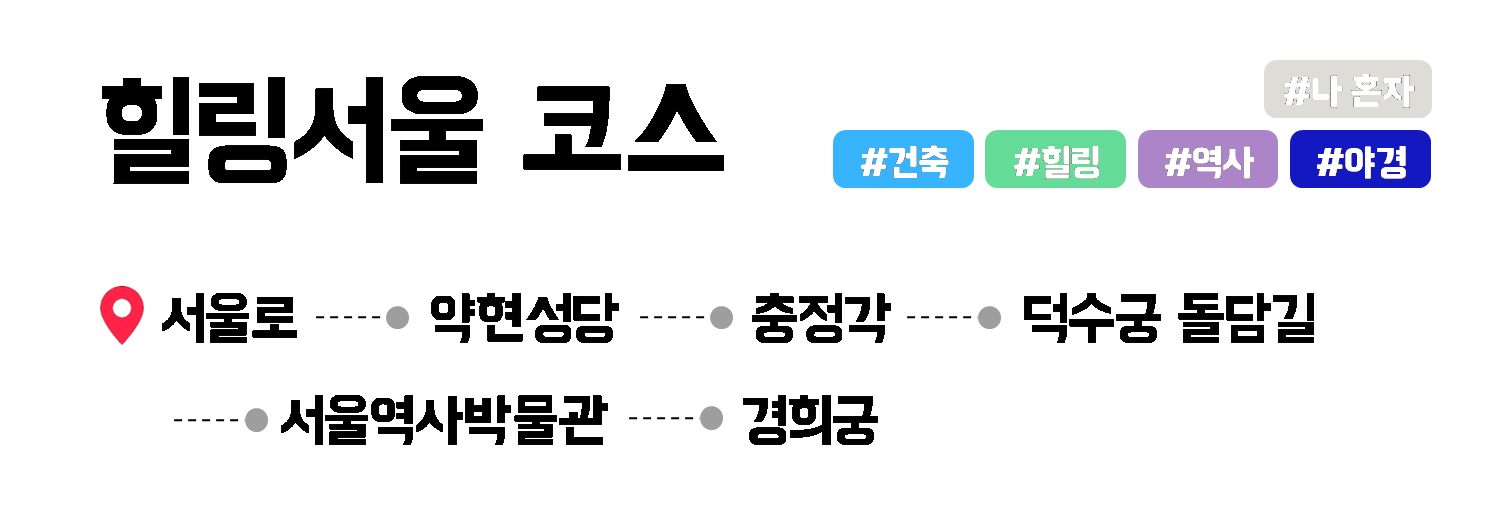 힐링서울 코스
#나 혼자
#건축 #힐링 #역사 #야경
서울로 약현성당 충정각 덕수궁 돌담길
서울역사박물관 경희궁